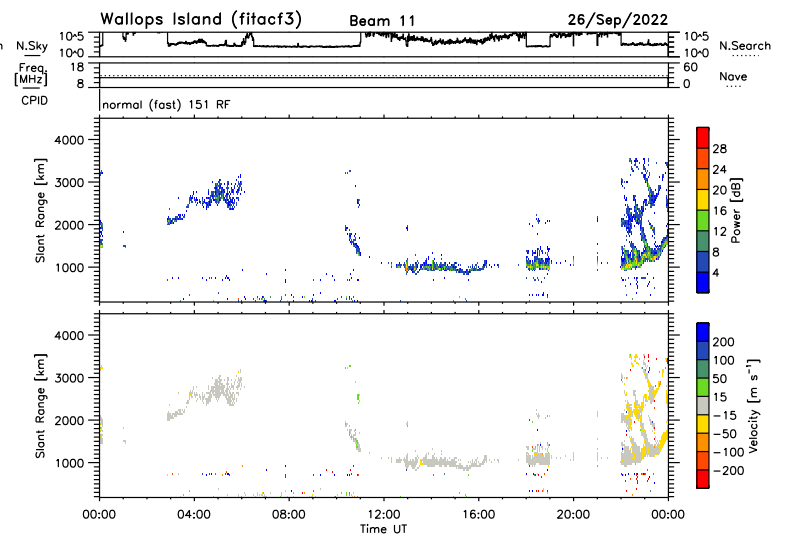 Wallops Island (fitacf3) Beam 11 26/Sep/2022
n N.Sky 10^5 10^5 N.Search
10^0 10^0
Freq. 18 60 Nave
[MHz] 8 0
CPID normal (fast) 151 RF
Slant Range [km]
4000
3000
2000
1000
28
24
20
16
12
8
4
Power [dB]
Slant Range [km]
4000
3000
2000
1000
200
100
50
15
-15
-50
-100
-200
Velocity [m s⁻¹]
00:00 04:00 08:00 12:00 16:00 20:00 00:00
Time UT